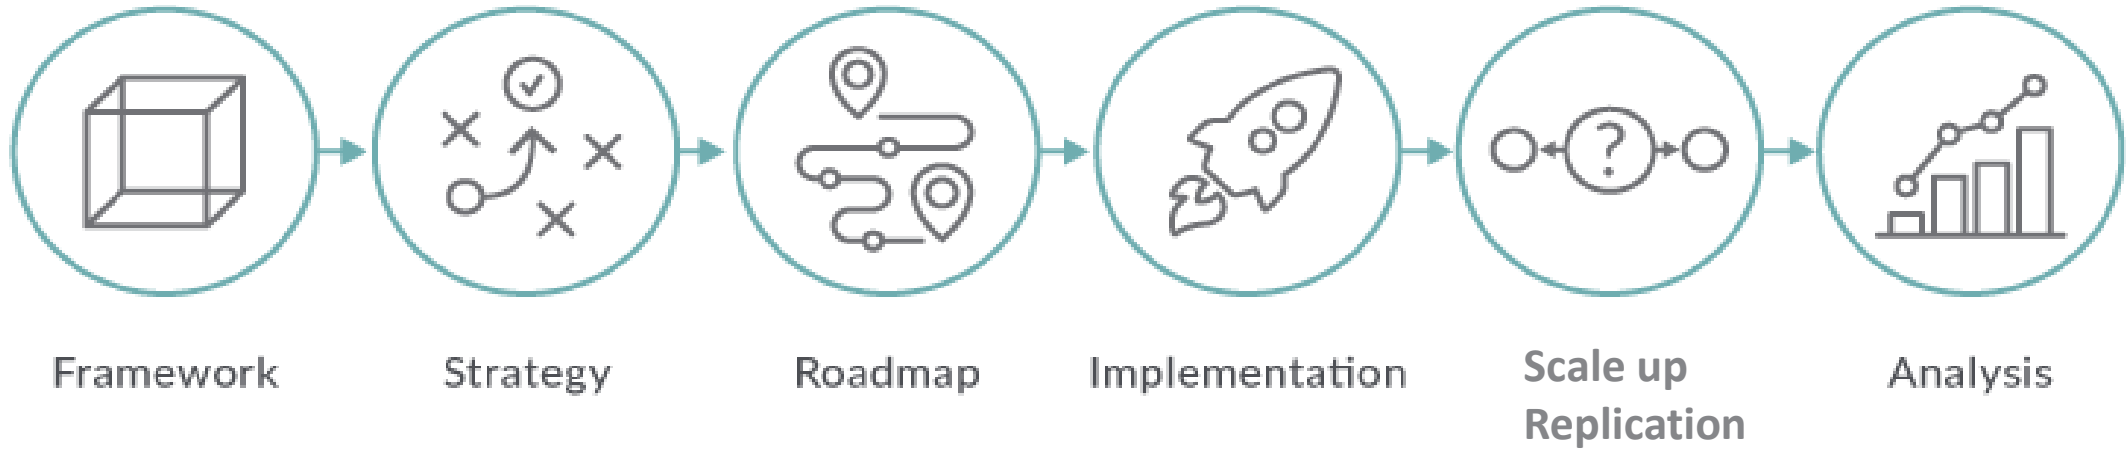 ?
Framework
Strategy
Roadmap
Implementation
Scale up
Replication
Analysis